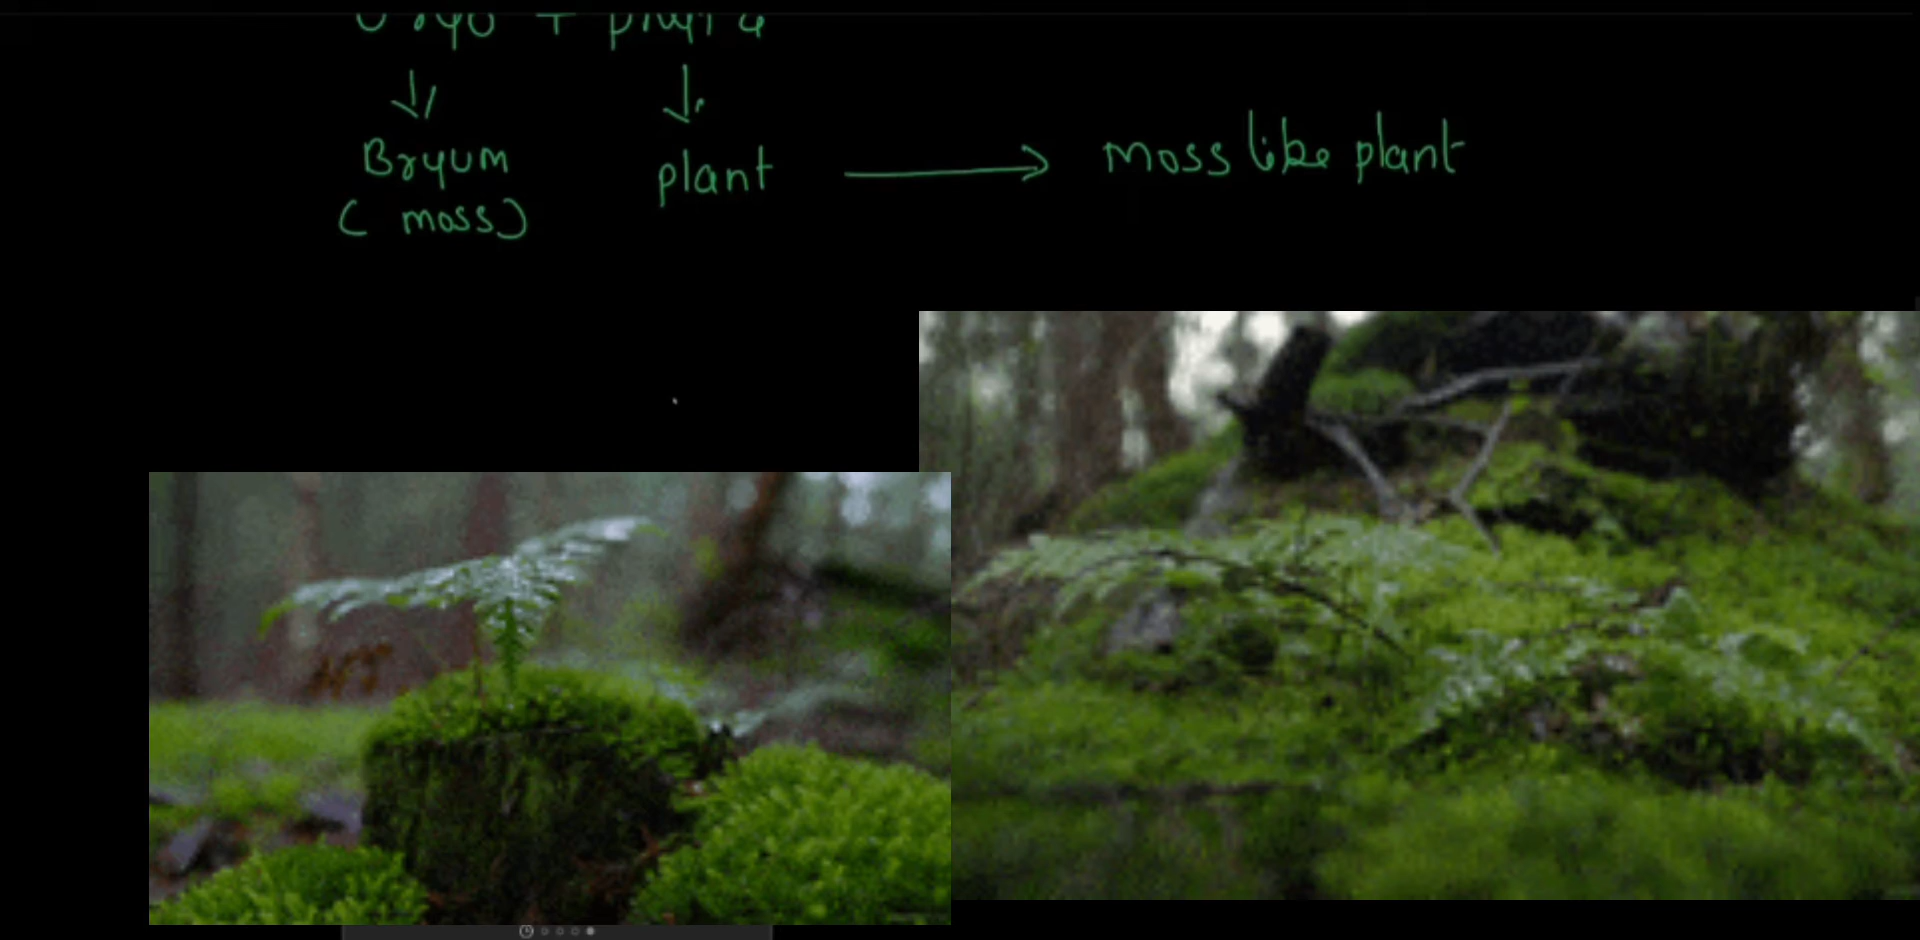 +
Bryum plant → moss like plant
( moss)